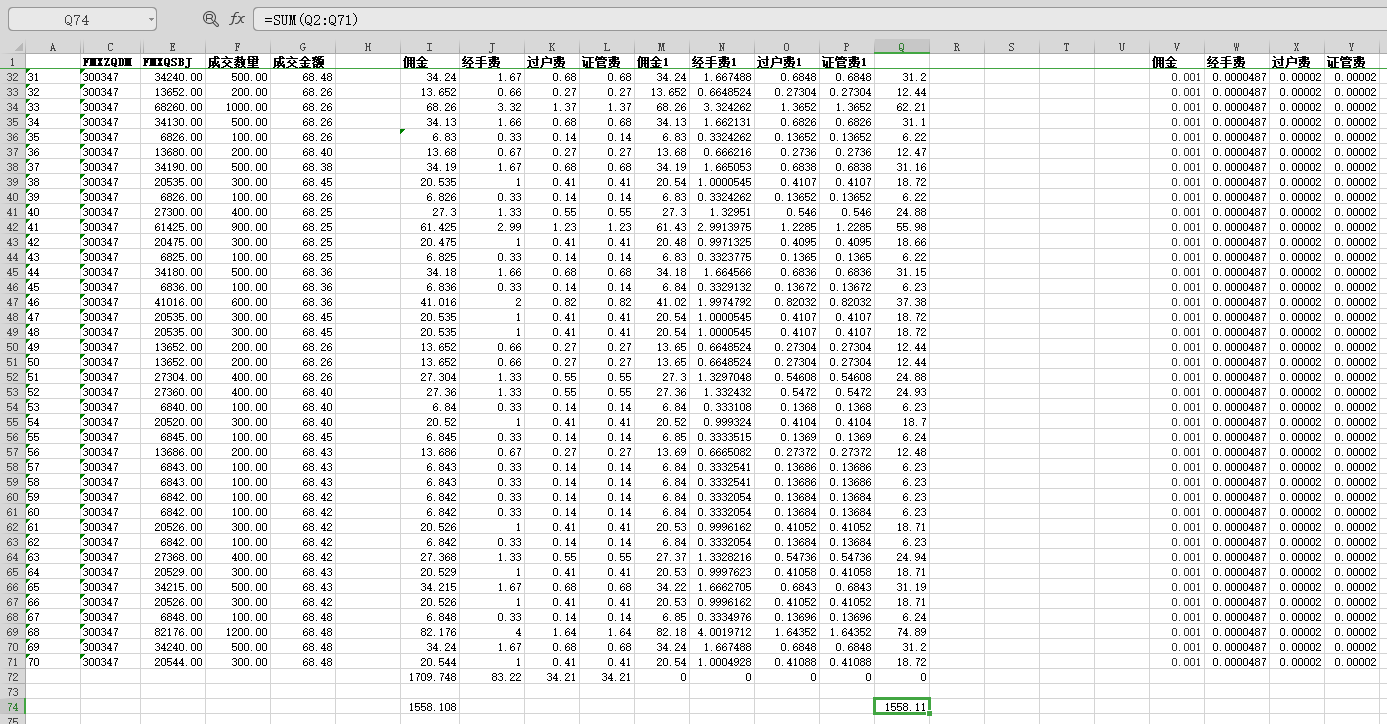 Q74 fx =SUM(Q2:Q71)
A C E F G H I J K L M N O P Q R S T U V W X Y
1 FMXZQDM FMXQSBJ 成交数里 成交金额 佣金 经手费 过户费 证管费 佣金1 经手费1 过户费1 证管费1 佣金 经手费 过户费 证管费
32 31 300347 34240.00 500.00 68.48 34.24 1.67 0.68 0.68 34.24 1.667488 0.6848 0.6848 31.2 0.001 0.0000487 0.00002 0.00002
33 32 300347 13652.00 200.00 68.26 13.652 0.66 0.27 0.27 13.652 0.6648524 0.27304 0.27304 12.44 0.001 0.0000487 0.00002 0.00002
34 33 300347 68260.00 1000.00 68.26 68.26 3.32 1.37 1.37 68.26 3.324262 1.3652 1.3652 62.21 0.001 0.0000487 0.00002 0.00002
35 34 300347 34130.00 500.00 68.26 34.13 1.66 0.68 0.68 34.13 1.662131 0.6826 0.6826 31.1 0.001 0.0000487 0.00002 0.00002
36 35 300347 6826.00 100.00 68.26 6.83 0.33 0.14 0.14 6.83 0.3324262 0.13652 0.13652 6.22 0.001 0.0000487 0.00002 0.00002
37 36 300347 13680.00 200.00 68.40 13.68 0.67 0.27 0.27 13.68 0.666216 0.2736 0.2736 12.47 0.001 0.0000487 0.00002 0.00002
38 37 300347 34190.00 500.00 68.38 34.19 1.67 0.68 0.68 34.19 1.665053 0.6838 0.6838 31.16 0.001 0.0000487 0.00002 0.00002
39 38 300347 20535.00 300.00 68.45 20.535 1 0.41 0.41 20.54 1.0000545 0.4107 0.4107 18.72 0.001 0.0000487 0.00002 0.00002
40 39 300347 6826.00 100.00 68.26 6.826 0.33 0.14 0.14 6.83 0.3324262 0.13652 0.13652 6.22 0.001 0.0000487 0.00002 0.00002
41 40 300347 27300.00 400.00 68.25 27.3 1.33 0.55 0.55 27.3 1.32951 0.546 0.546 24.88 0.001 0.0000487 0.00002 0.00002
42 41 300347 61425.00 900.00 68.25 61.425 2.99 1.23 1.23 61.43 2.9913975 1.2285 1.2285 55.98 0.001 0.0000487 0.00002 0.00002
43 42 300347 20475.00 300.00 68.25 20.475 1 0.41 0.41 20.48 0.9971325 0.4095 0.4095 18.66 0.001 0.0000487 0.00002 0.00002
44 43 300347 6825.00 100.00 68.25 6.825 0.33 0.14 0.14 6.83 0.3323775 0.1365 0.1365 6.22 0.001 0.0000487 0.00002 0.00002
45 44 300347 34180.00 500.00 68.36 34.18 1.66 0.68 0.68 34.18 1.664566 0.6836 0.6836 31.15 0.001 0.0000487 0.00002 0.00002
46 45 300347 6836.00 100.00 68.36 6.836 0.33 0.14 0.14 6.84 0.3329132 0.13672 0.13672 6.23 0.001 0.0000487 0.00002 0.00002
47 46 300347 41016.00 600.00 68.36 41.016 2 0.82 0.82 41.02 1.9974792 0.82032 0.82032 37.38 0.001 0.0000487 0.00002 0.00002
48 47 300347 20535.00 300.00 68.45 20.535 1 0.41 0.41 20.54 1.0000545 0.4107 0.4107 18.72 0.001 0.0000487 0.00002 0.00002
49 48 300347 20535.00 300.00 68.45 20.535 1 0.41 0.41 20.54 1.0000545 0.4107 0.4107 18.72 0.001 0.0000487 0.00002 0.00002
50 49 300347 13652.00 200.00 68.26 13.652 0.66 0.27 0.27 13.65 0.6648524 0.27304 0.27304 12.44 0.001 0.0000487 0.00002 0.00002
51 50 300347 13652.00 200.00 68.26 13.652 0.66 0.27 0.27 13.65 0.6648524 0.27304 0.27304 12.44 0.001 0.0000487 0.00002 0.00002
52 51 300347 27304.00 400.00 68.26 27.304 1.33 0.55 0.55 27.3 1.3297048 0.54608 0.54608 24.88 0.001 0.0000487 0.00002 0.00002
53 52 300347 27360.00 400.00 68.40 27.36 1.33 0.55 0.55 27.36 1.332432 0.5472 0.5472 24.93 0.001 0.0000487 0.00002 0.00002
54 53 300347 6840.00 100.00 68.40 6.84 0.33 0.14 0.14 6.84 0.333108 0.1368 0.1368 6.23 0.001 0.0000487 0.00002 0.00002
55 54 300347 20520.00 300.00 68.40 20.52 1 0.41 0.41 20.52 0.999324 0.4104 0.4104 18.7 0.001 0.0000487 0.00002 0.00002
56 55 300347 6845.00 100.00 68.45 6.845 0.33 0.14 0.14 6.85 0.3333515 0.1369 0.1369 6.24 0.001 0.0000487 0.00002 0.00002
57 56 300347 13686.00 200.00 68.43 13.686 0.67 0.27 0.27 13.69 0.6665082 0.27372 0.27372 12.48 0.001 0.0000487 0.00002 0.00002
58 57 300347 6843.00 100.00 68.43 6.843 0.33 0.14 0.14 6.84 0.3332541 0.13686 0.13686 6.23 0.001 0.0000487 0.00002 0.00002
59 58 300347 6843.00 100.00 68.43 6.843 0.33 0.14 0.14 6.84 0.3332541 0.13686 0.13686 6.23 0.001 0.0000487 0.00002 0.00002
60 59 300347 6842.00 100.00 68.42 6.842 0.33 0.14 0.14 6.84 0.3332054 0.13684 0.13684 6.23 0.001 0.0000487 0.00002 0.00002
61 60 300347 6842.00 100.00 68.42 6.842 0.33 0.14 0.14 6.84 0.3332054 0.13684 0.13684 6.23 0.001 0.0000487 0.00002 0.00002
62 61 300347 20526.00 300.00 68.42 20.526 1 0.41 0.41 20.53 0.9996162 0.41052 0.41052 18.71 0.001 0.0000487 0.00002 0.00002
63 62 300347 6842.00 100.00 68.42 6.842 0.33 0.14 0.14 6.84 0.3332054 0.13684 0.13684 6.23 0.001 0.0000487 0.00002 0.00002
64 63 300347 27368.00 400.00 68.42 27.368 1.33 0.55 0.55 27.37 1.3328216 0.54736 0.54736 24.94 0.001 0.0000487 0.00002 0.00002
65 64 300347 20529.00 300.00 68.43 20.529 1 0.41 0.41 20.53 0.9997623 0.41058 0.41058 18.71 0.001 0.0000487 0.00002 0.00002
66 65 300347 34215.00 500.00 68.43 34.215 1.67 0.68 0.68 34.22 1.6662705 0.6843 0.6843 31.19 0.001 0.0000487 0.00002 0.00002
67 66 300347 20526.00 300.00 68.42 20.526 1 0.41 0.41 20.53 0.9996162 0.41052 0.41052 18.71 0.001 0.0000487 0.00002 0.00002
68 67 300347 6848.00 100.00 68.48 6.848 0.33 0.14 0.14 6.85 0.3334976 0.13696 0.13696 6.24 0.001 0.0000487 0.00002 0.00002
69 68 300347 82176.00 1200.00 68.48 82.176 4 1.64 1.64 82.18 4.0019712 1.64352 1.64352 74.89 0.001 0.0000487 0.00002 0.00002
70 69 300347 34240.00 500.00 68.48 34.24 1.67 0.68 0.68 34.24 1.667488 0.6848 0.6848 31.2 0.001 0.0000487 0.00002 0.00002
71 70 300347 20544.00 300.00 68.48 20.544 1 0.41 0.41 20.54 1.0004928 0.41088 0.41088 18.72 0.001 0.0000487 0.00002 0.00002
72 1709.748 83.22 34.21 34.21 0 0 0 0 0
73
74 1558.108 1558.11
75